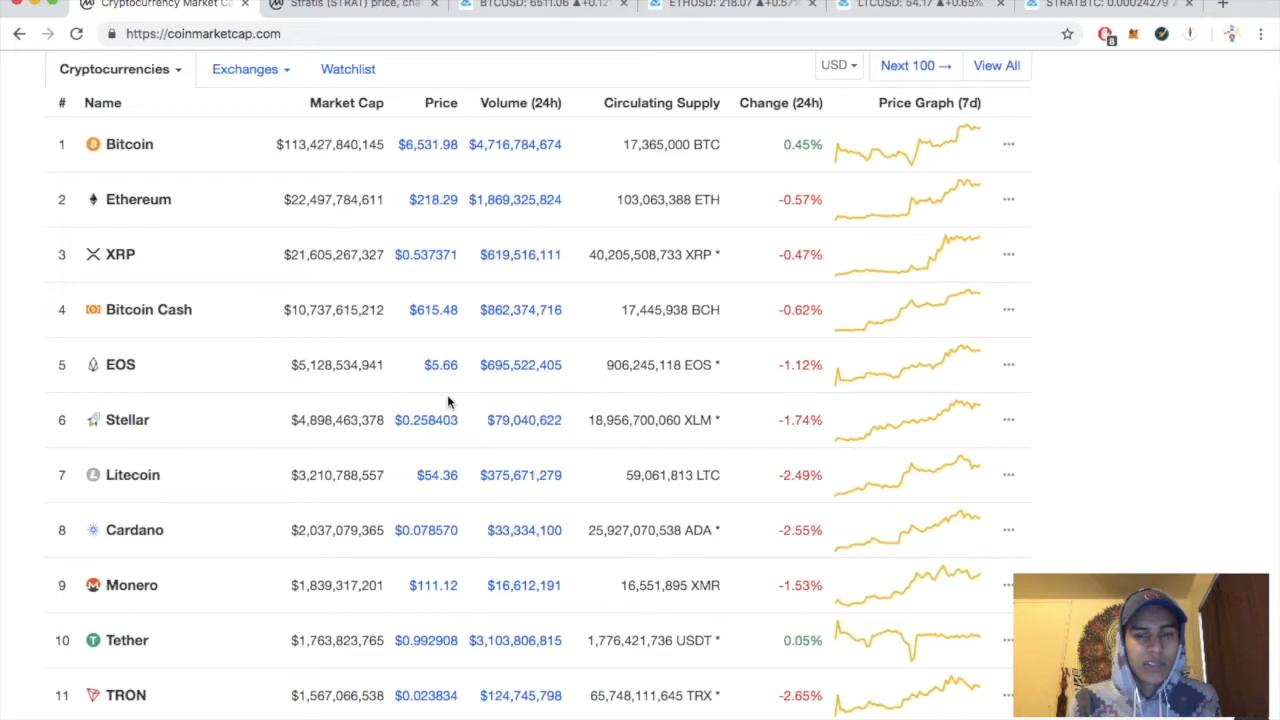 Cryptocurrency Market Ca
Stratis (STRAT) price, cha
BTCUSD: 6511.06 ▲+0.12
ETHUSD: 218.07 ▲+0.57
LTCUSD: 54.17 ▲+0.65%
STRATBTC: 0.00024279
https://coinmarketcap.com
8
Cryptocurrencies Exchanges Watchlist USD Next 100 → View All
# Name Market Cap Price Volume (24h) Circulating Supply Change (24h) Price Graph (7d)
1 Bitcoin $113,427,840,145 $6,531.98 $4,716,784,674 17,365,000 BTC 0.45%
2 Ethereum $22,497,784,611 $218.29 $1,869,325,824 103,063,388 ETH -0.57%
3 XRP $21,605,267,327 $0.537371 $619,516,111 40,205,508,733 XRP * -0.47%
4 Bitcoin Cash $10,737,615,212 $615.48 $862,374,716 17,445,938 BCH -0.62%
5 EOS $5,128,534,941 $5.66 $695,522,405 906,245,118 EOS * -1.12%
6 Stellar $4,898,463,378 $0.258403 $79,040,622 18,956,700,060 XLM * -1.74%
7 Litecoin $3,210,788,557 $54.36 $375,671,279 59,061,813 LTC -2.49%
8 Cardano $2,037,079,365 $0.078570 $33,334,100 25,927,070,538 ADA * -2.55%
9 Monero $1,839,317,201 $111.12 $16,612,191 16,551,895 XMR -1.53%
10 Tether $1,763,823,765 $0.992908 $3,103,806,815 1,776,421,736 USDT * 0.05%
11 TRON $1,567,066,538 $0.023834 $124,745,798 65,748,111,645 TRX * -2.65%